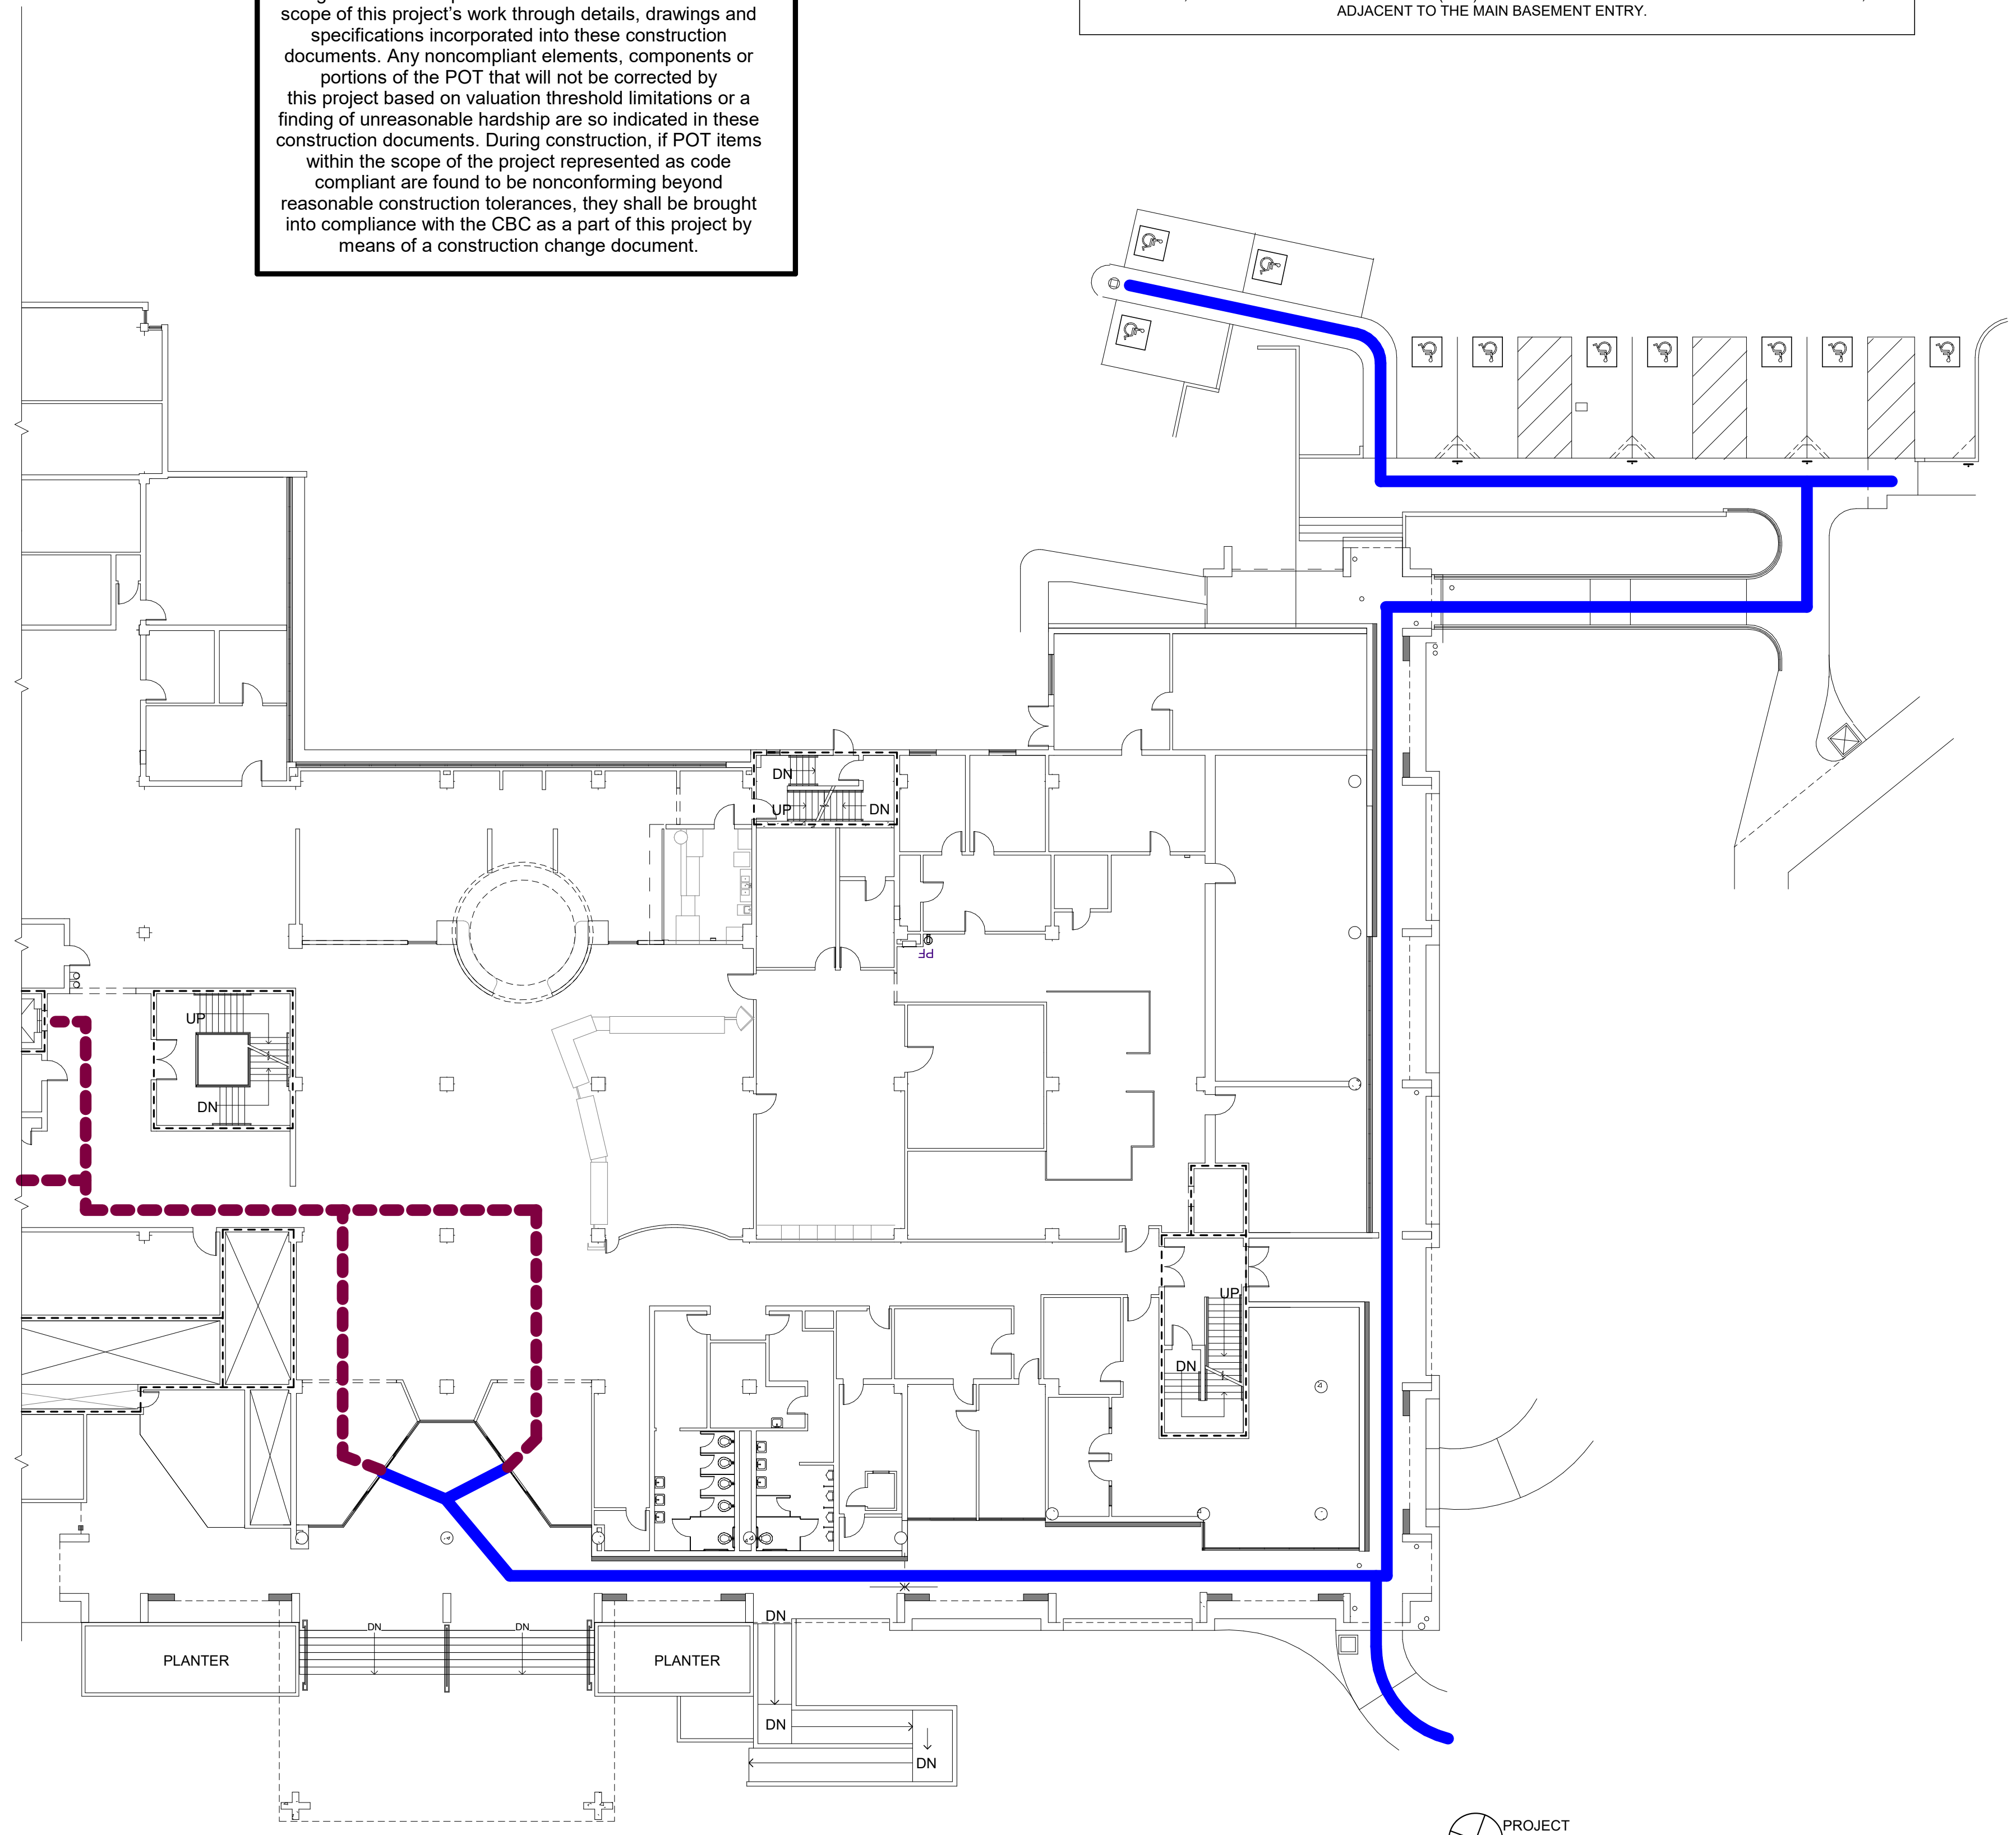 scope of this project’s work through details, drawings and
specifications incorporated into these construction
documents. Any noncompliant elements, components or
portions of the POT that will not be corrected by
this project based on valuation threshold limitations or a
finding of unreasonable hardship are so indicated in these
construction documents. During construction, if POT items
within the scope of the project represented as code
compliant are found to be nonconforming beyond
reasonable construction tolerances, they shall be brought
into compliance with the CBC as a part of this project by
means of a construction change document.
ADJACENT TO THE MAIN BASEMENT ENTRY.
DN
UP
DN
PF
UP
DN
UP
DN
DN
DN
DN
PLANTER
PLANTER
DN
DN
PROJECT